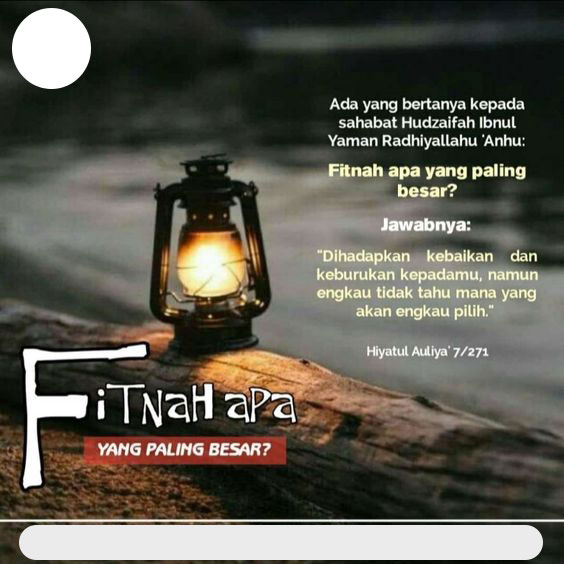 Ada yang bertanya kepada
sahabat Hudzaifah Ibnul
Yaman Radhiyallahu 'Anhu:
Fitnah apa yang paling
besar?
Jawabnya:
"Dihadapkan kebaikan dan
keburukan kepadamu, namun
engkau tidak tahu mana yang
akan engkau pilih."
Hiyatul Auliya' 7/271
FiTNaH aPa
YANG PALING BESAR?